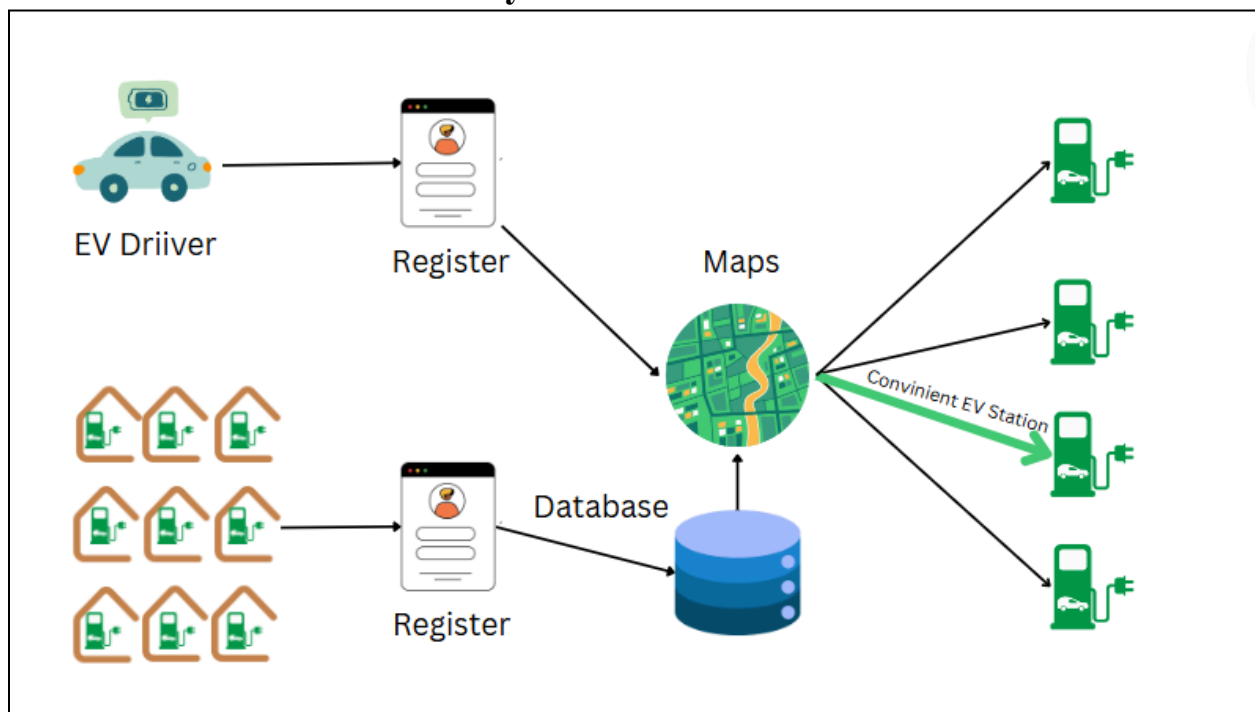 EV Driiver
Register
Maps
Convinient EV Station
Database
Register